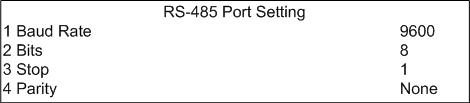 RS-485 Port Setting
1 Baud Rate 9600
2 Bits 8
3 Stop 1
4 Parity None